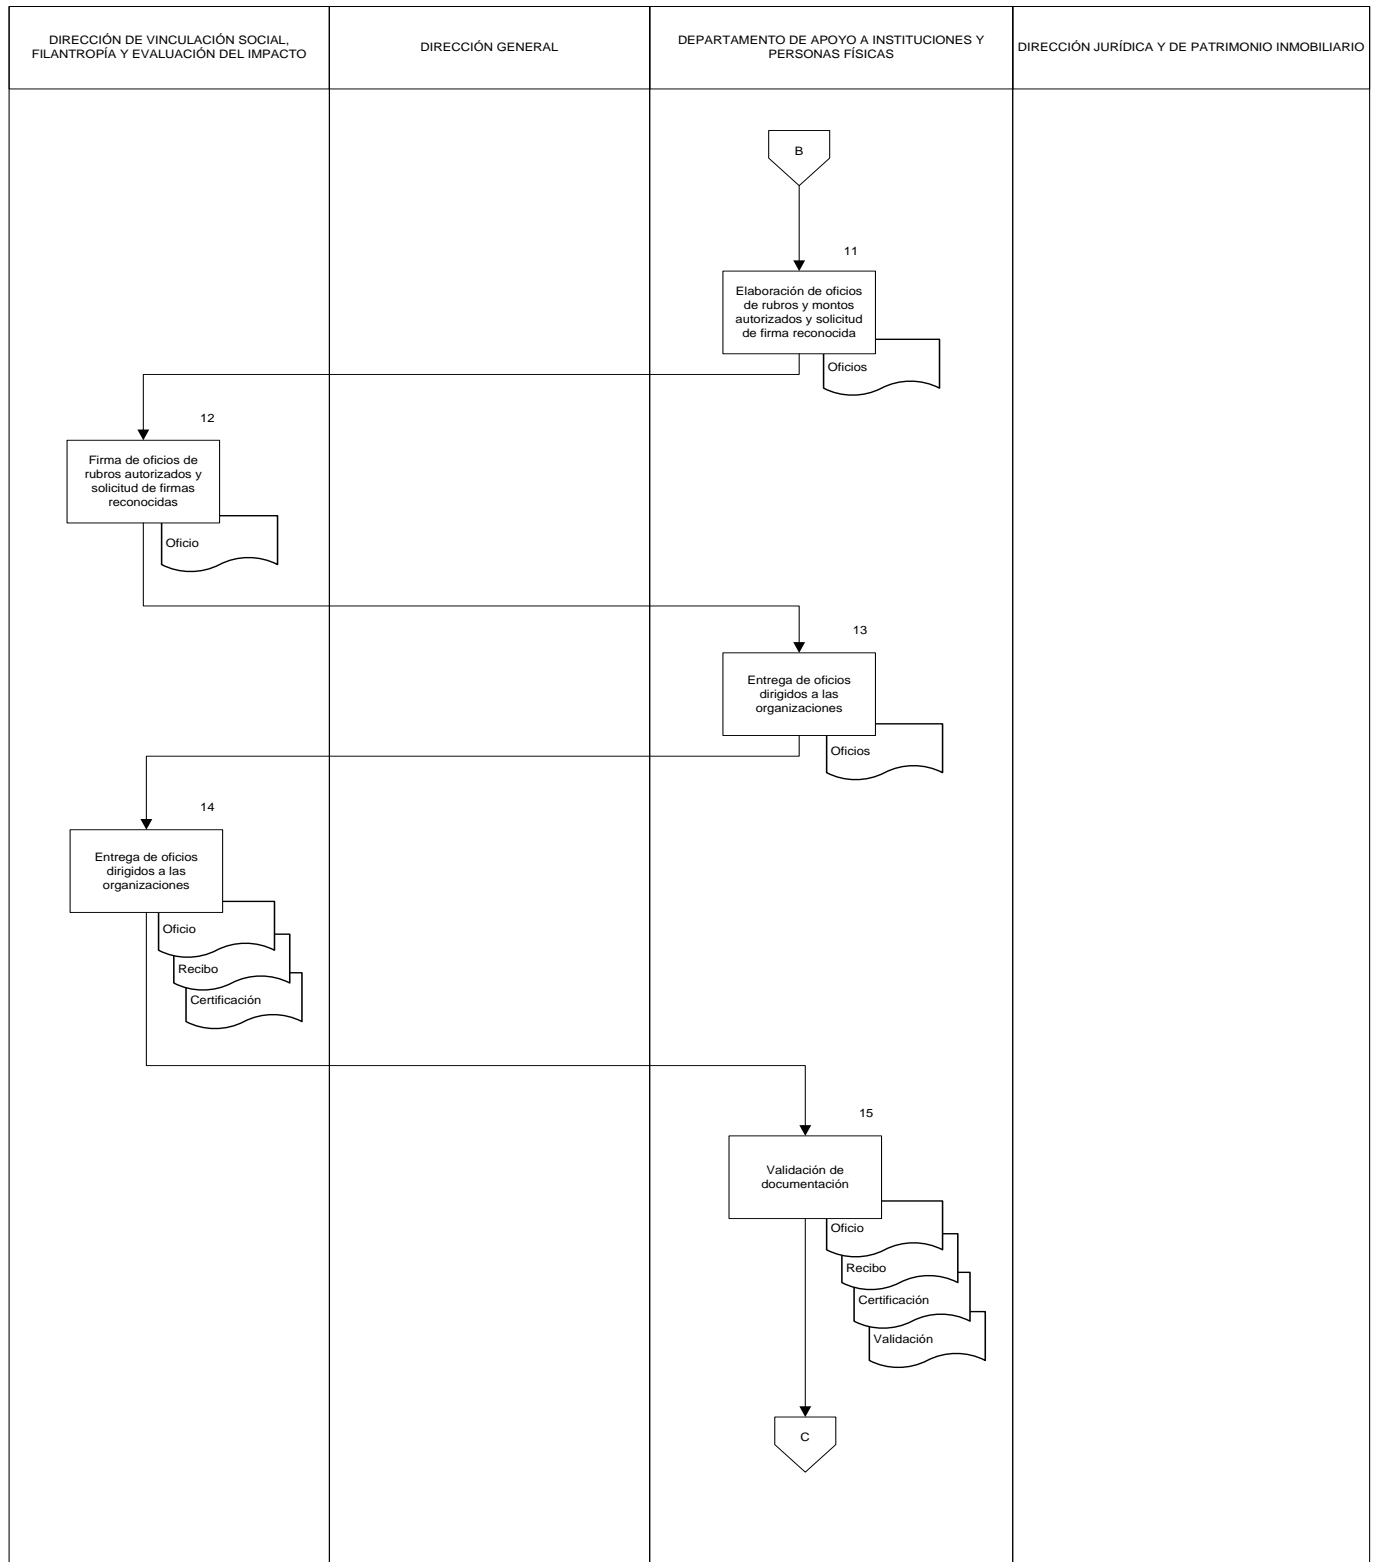 DIRECCIÓN DE VINCULACIÓN SOCIAL,
FILANTROPÍA Y EVALUACIÓN DEL IMPACTO
DIRECCIÓN GENERAL
DEPARTAMENTO DE APOYO A INSTITUCIONES Y
PERSONAS FÍSICAS
DIRECCIÓN JURÍDICA Y DE PATRIMONIO INMOBILIARIO
B
11
Elaboración de oficios
de rubros y montos
autorizados y solicitud
de firma reconocida
Oficios
12
Firma de oficios de
rubros autorizados y
solicitud de firmas
reconocidas
Oficio
13
Entrega de oficios
dirigidos a las
organizaciones
Oficios
14
Entrega de oficios
dirigidos a las
organizaciones
Oficio
Recibo
Certificación
15
Validación de
documentación
Oficio
Recibo
Certificación
Validación
C